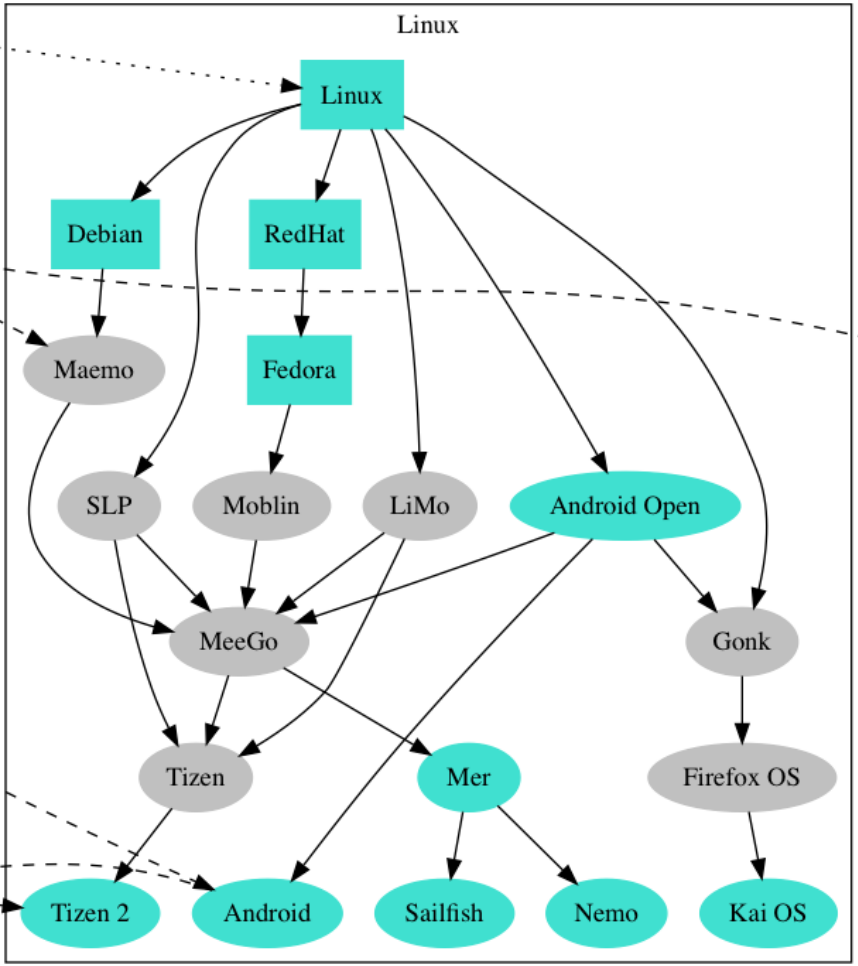 Linux
Linux
Debian
RedHat
Maemo
Fedora
SLP
Moblin
LiMo
Android Open
MeeGo
Gonk
Tizen
Mer
Firefox OS
Tizen 2
Android
Sailfish
Nemo
Kai OS